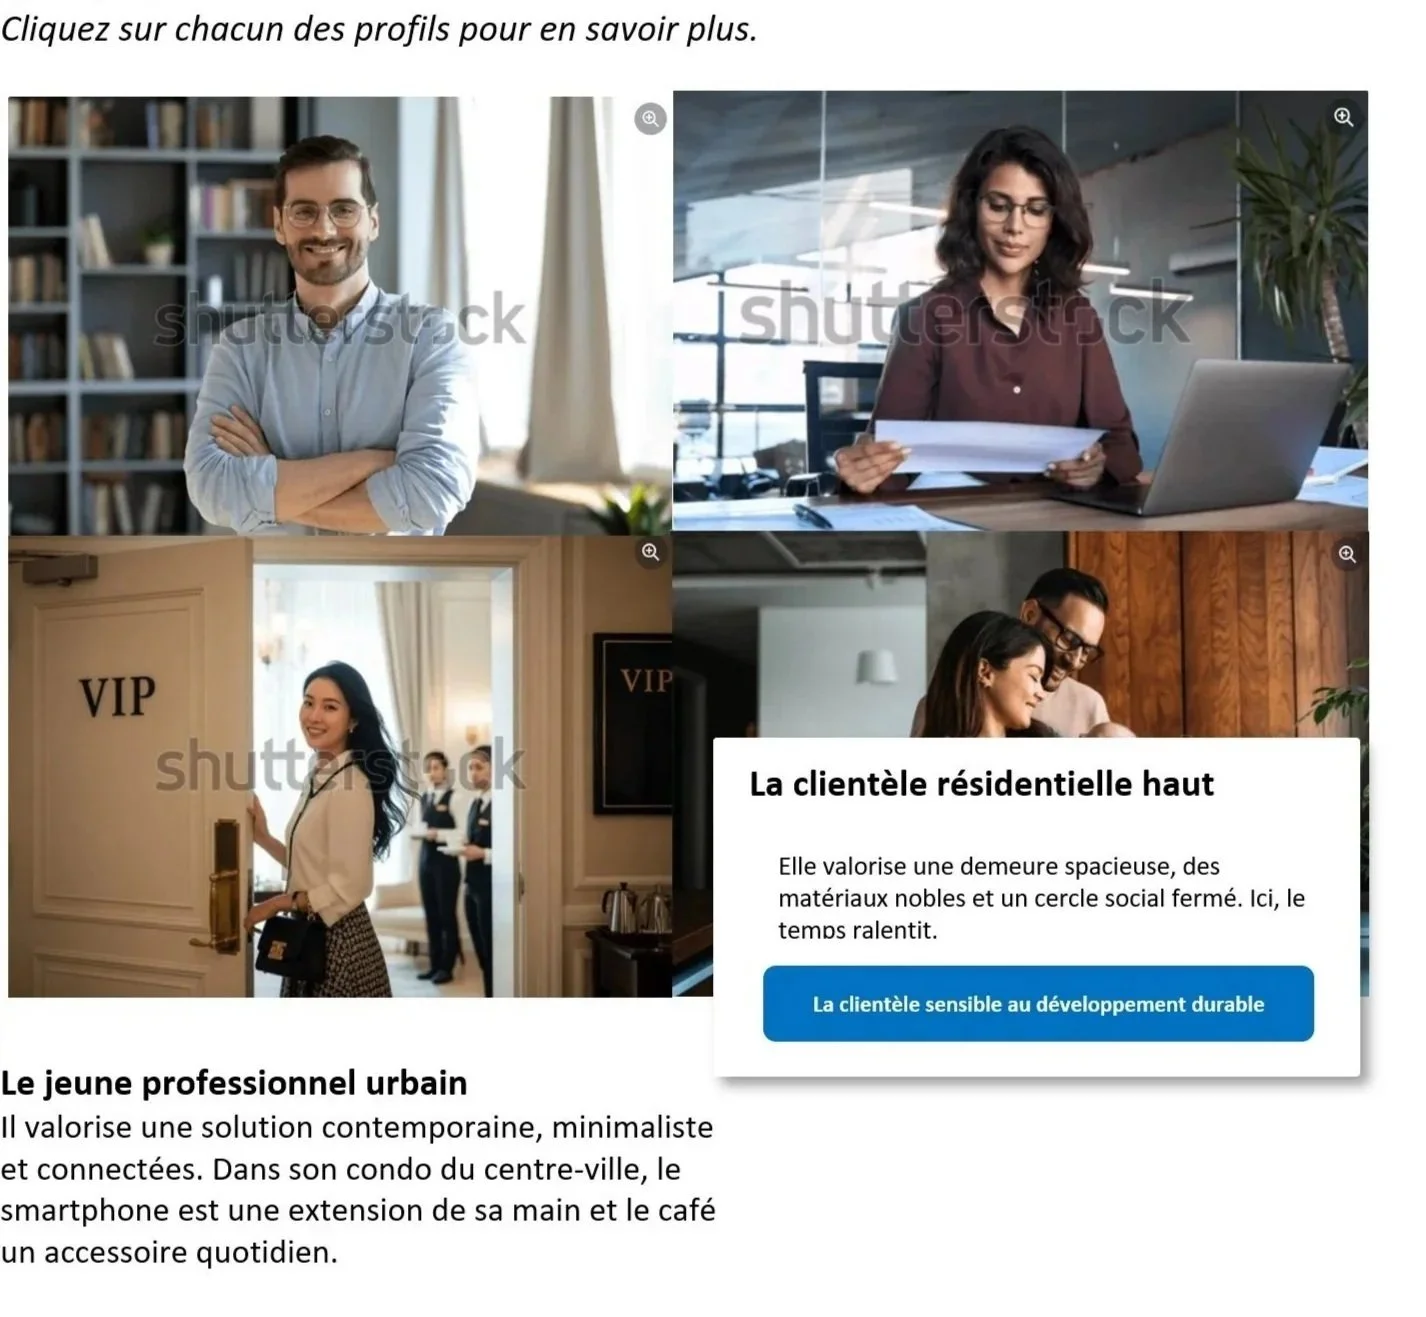 Cliquez sur chacun des profils pour en savoir plus.
shutterstock
shutterstock
VIP
VIP
shutterstock
La clientèle résidentielle haut
Elle valorise une demeure spacieuse, des
matériaux nobles et un cercle social fermé. Ici, le
temps ralentit.
La clientèle sensible au développement durable
Le jeune professionnel urbain
Il valorise une solution contemporaine, minimaliste
et connectées. Dans son condo du centre-ville, le
smartphone est une extension de sa main et le café
un accessoire quotidien.